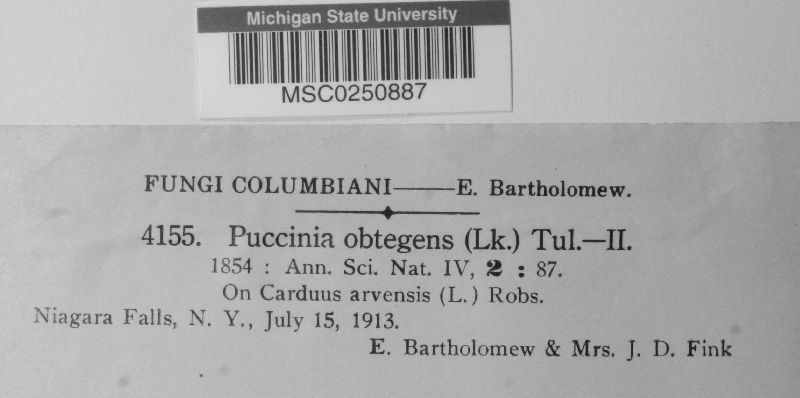 Michigan State University
MSC0250887
FUNGI COLUMBIANI——E. Bartholomew.
4155. Puccinia obtegens (Lk.) Tul.—II.
1854 : Ann. Sci. Nat. IV, 2 : 87.
On Carduus arvensis (L.) Robs.
Niagara Falls, N. Y., July 15, 1913.
E. Bartholomew & Mrs. J. D. Fink